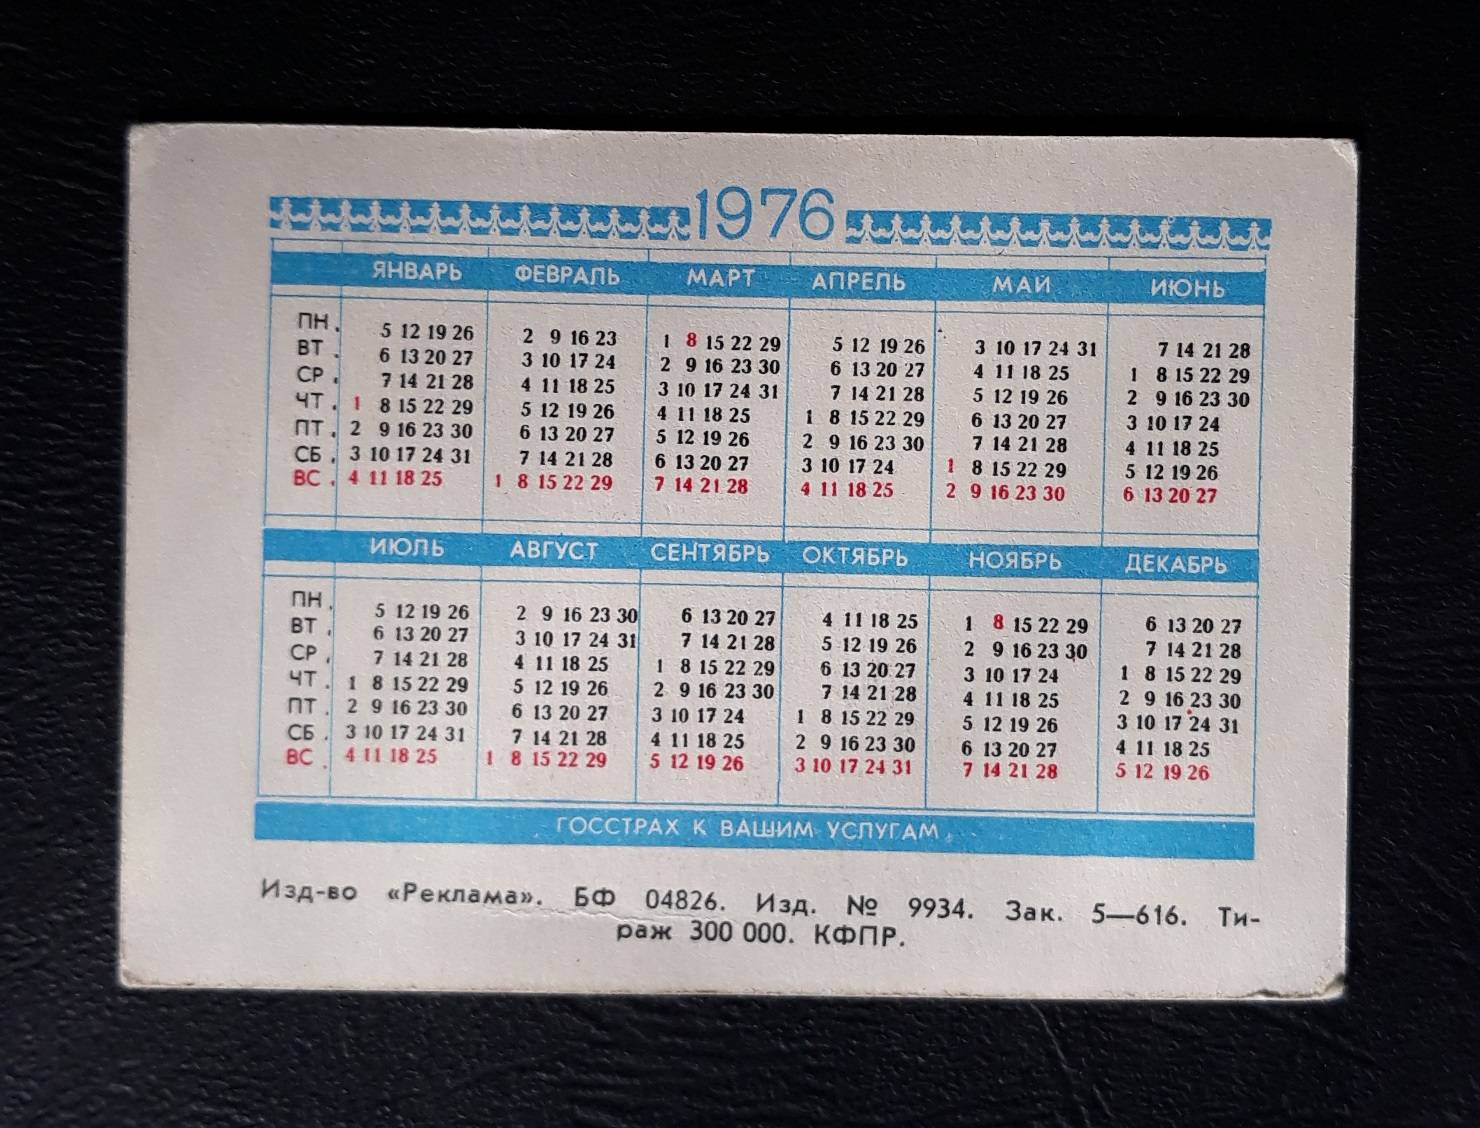 1976
ЯНВАРЬ ФЕВРАЛЬ МАРТ АПРЕЛЬ МАЙ ИЮНЬ
ПН. 5 12 19 26 2 9 16 23 1 8 15 22 29 5 12 19 26 3 10 17 24 31 7 14 21 28
ВТ. 6 13 20 27 3 10 17 24 2 9 16 23 30 6 13 20 27 4 11 18 25 1 8 15 22 29
СР. 7 14 21 28 4 11 18 25 3 10 17 24 31 7 14 21 28 5 12 19 26 2 9 16 23 30
ЧТ. 1 8 15 22 29 5 12 19 26 4 11 18 25 1 8 15 22 29 6 13 20 27 3 10 17 24
ПТ. 2 9 16 23 30 6 13 20 27 5 12 19 26 2 9 16 23 30 7 14 21 28 4 11 18 25
СБ. 3 10 17 24 31 7 14 21 28 6 13 20 27 3 10 17 24 1 8 15 22 29 5 12 19 26
ВС. 4 11 18 25 1 8 15 22 29 7 14 21 28 4 11 18 25 2 9 16 23 30 6 13 20 27
ИЮЛЬ АВГУСТ СЕНТЯБРЬ ОКТЯБРЬ НОЯБРЬ ДЕКАБРЬ
ПН. 5 12 19 26 2 9 16 23 30 6 13 20 27 4 11 18 25 1 8 15 22 29 6 13 20 27
ВТ. 6 13 20 27 3 10 17 24 31 7 14 21 28 5 12 19 26 2 9 16 23 30 7 14 21 28
СР. 7 14 21 28 4 11 18 25 1 8 15 22 29 6 13 20 27 3 10 17 24 1 8 15 22 29
ЧТ. 1 8 15 22 29 5 12 19 26 2 9 16 23 30 7 14 21 28 4 11 18 25 2 9 16 23 30
ПТ. 2 9 16 23 30 6 13 20 27 3 10 17 24 1 8 15 22 29 5 12 19 26 3 10 17 24 31
СБ. 3 10 17 24 31 7 14 21 28 4 11 18 25 2 9 16 23 30 6 13 20 27 4 11 18 25
ВС. 4 11 18 25 1 8 15 22 29 5 12 19 26 3 10 17 24 31 7 14 21 28 5 12 19 26
ГОССТРАХ К ВАШИМ УСЛУГАМ
Изд-во «Реклама». БФ 04826. Изд. № 9934. Зак. 5—616. Ти-
раж 300 000. КФПР.